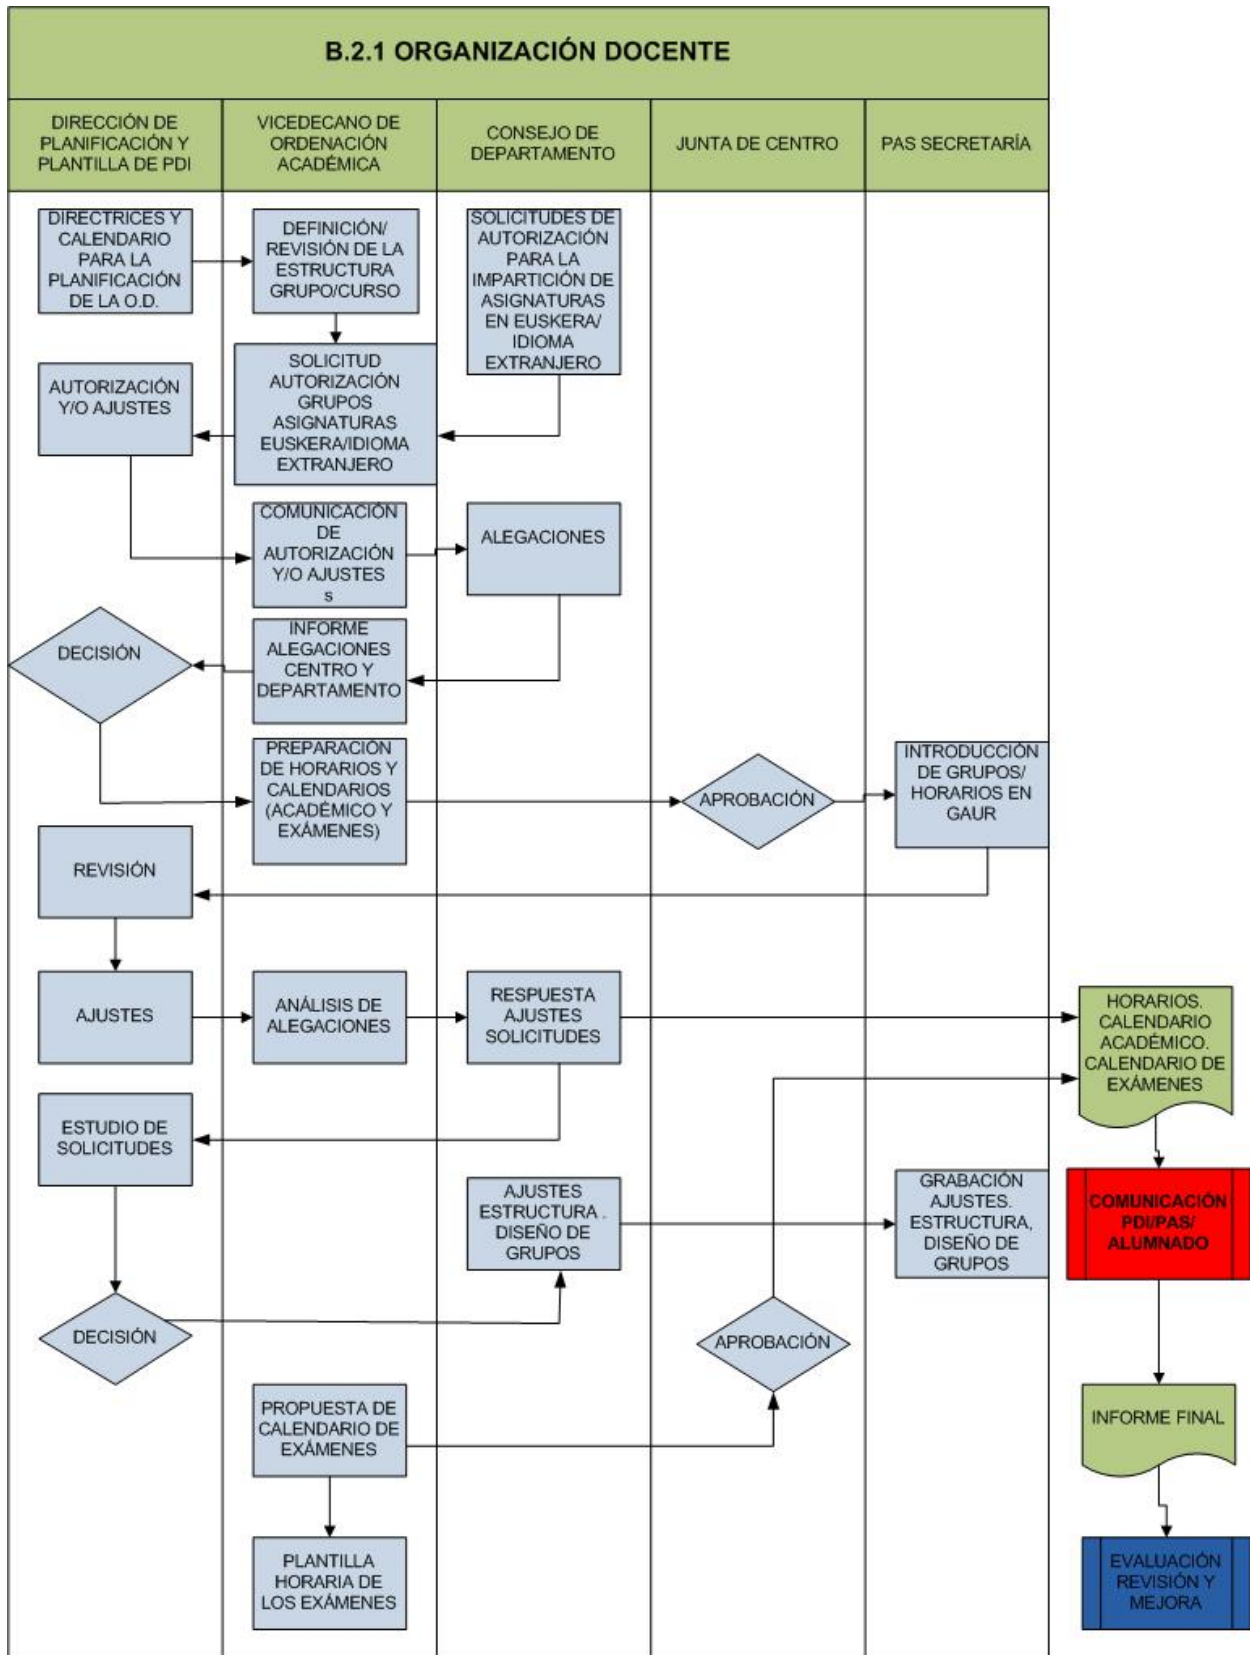 B.2.1 ORGANIZACIÓN DOCENTE
DIRECCIÓN DE
PLANIFICACIÓN Y
PLANTILLA DE PDI
VICEDECANO DE
ORDENACIÓN
ACADÉMICA
CONSEJO DE
DEPARTAMENTO
JUNTA DE CENTRO
PAS SECRETARÍA
DIRECTRICES Y
CALENDARIO
PARA LA
PLANIFICACIÓN
DE LA O.D.
DEFINICIÓN/
REVISIÓN DE LA
ESTRUCTURA
GRUPO/CURSO
SOLICITUDES DE
AUTORIZACIÓN
PARA LA
IMPARTICIÓN DE
ASIGNATURAS
EN EUSKERA/
IDIOMA
EXTRANJERO
AUTORIZACIÓN
Y/O AJUSTES
SOLICITUD
AUTORIZACIÓN
GRUPOS
ASIGNATURAS
EUSKERA/IDIOMA
EXTRANJERO
COMUNICACIÓN
DE
AUTORIZACIÓN
Y/O AJUSTES
s
ALEGACIONES
DECISIÓN
INFORME
ALEGACIONES
CENTRO Y
DEPARTAMENTO
PREPARACIÓN
DE HORARIOS Y
CALENDARIOS
(ACADÉMICO Y
EXÁMENES)
APROBACIÓN
INTRODUCCIÓN
DE GRUPOS/
HORARIOS EN
GAUR
REVISIÓN
AJUSTES
ANÁLISIS DE
ALEGACIONES
RESPUESTA
AJUSTES
SOLICITUDES
HORARIOS.
CALENDARIO
ACADÉMICO.
CALENDARIO DE
EXÁMENES
ESTUDIO DE
SOLICITUDES
AJUSTES
ESTRUCTURA .
DISEÑO DE
GRUPOS
GRABACIÓN
AJUSTES.
ESTRUCTURA,
DISEÑO DE
GRUPOS
COMUNICACIÓN
PDI/PAS/
ALUMNADO
DECISIÓN
APROBACIÓN
PROPUESTA DE
CALENDARIO DE
EXÁMENES
INFORME FINAL
PLANTILLA
HORARIA DE
LOS EXÁMENES
EVALUACIÓN
REVISIÓN Y
MEJORA